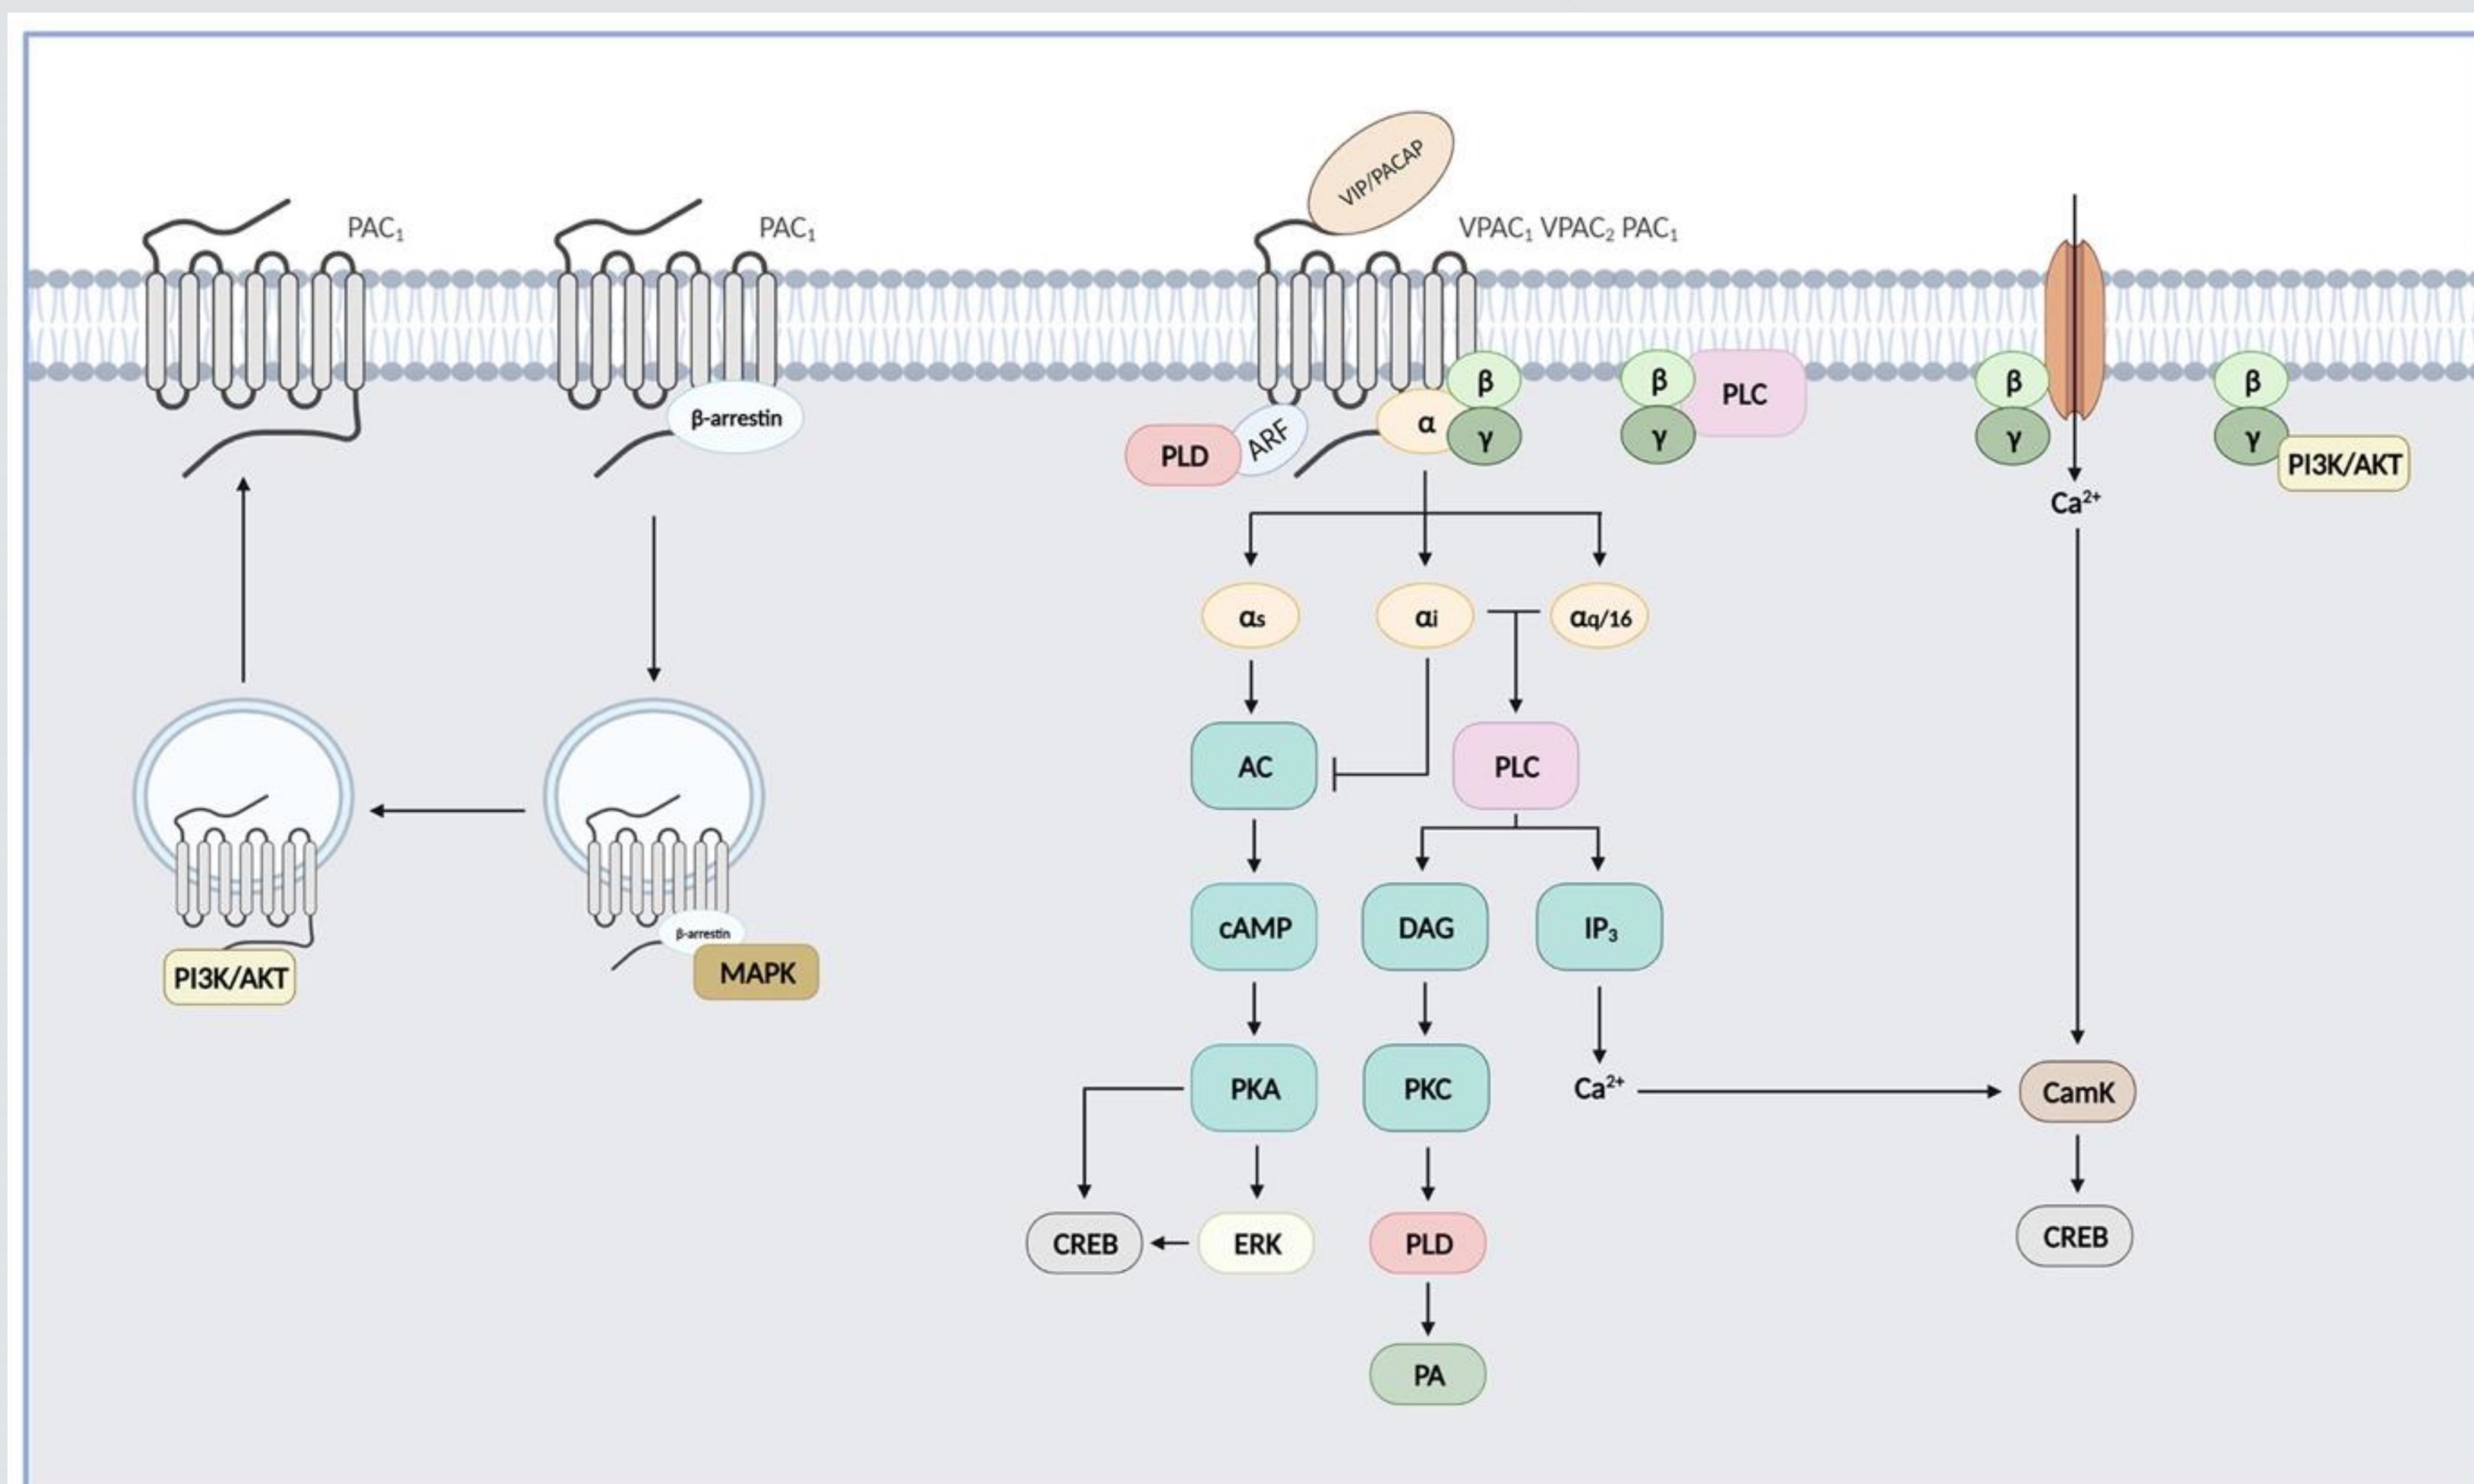 VIP/PACAP
PAC₁
PAC₁
VPAC₁ VPAC₂ PAC₁
β-arrestin
PLD
ARF
α
β
γ
β
γ
PLC
β
γ
β
γ
PI3K/AKT
Ca²⁺
αs
αi
αq/16
AC
PLC
cAMP
DAG
IP₃
β-arrestin
PI3K/AKT
MAPK
PKA
PKC
Ca²⁺
CamK
CREB
ERK
PLD
CREB
PA